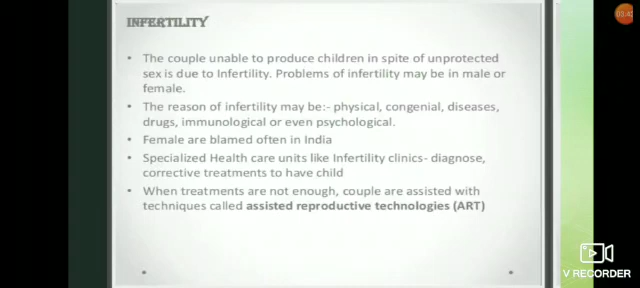 INFERTILITY
• The couple unable to produce children in spite of unprotected
sex is due to Infertility. Problems of infertility may be in male or
female.
• The reason of infertility may be:- physical, congenial, diseases,
drugs, immunological or even psychological.
• Female are blamed often in India
• Specialized Health care units like Infertility clinics- diagnose,
corrective treatments to have child
• When treatments are not enough, couple are assisted with
techniques called assisted reproductive technologies (ART)
V RECORDER